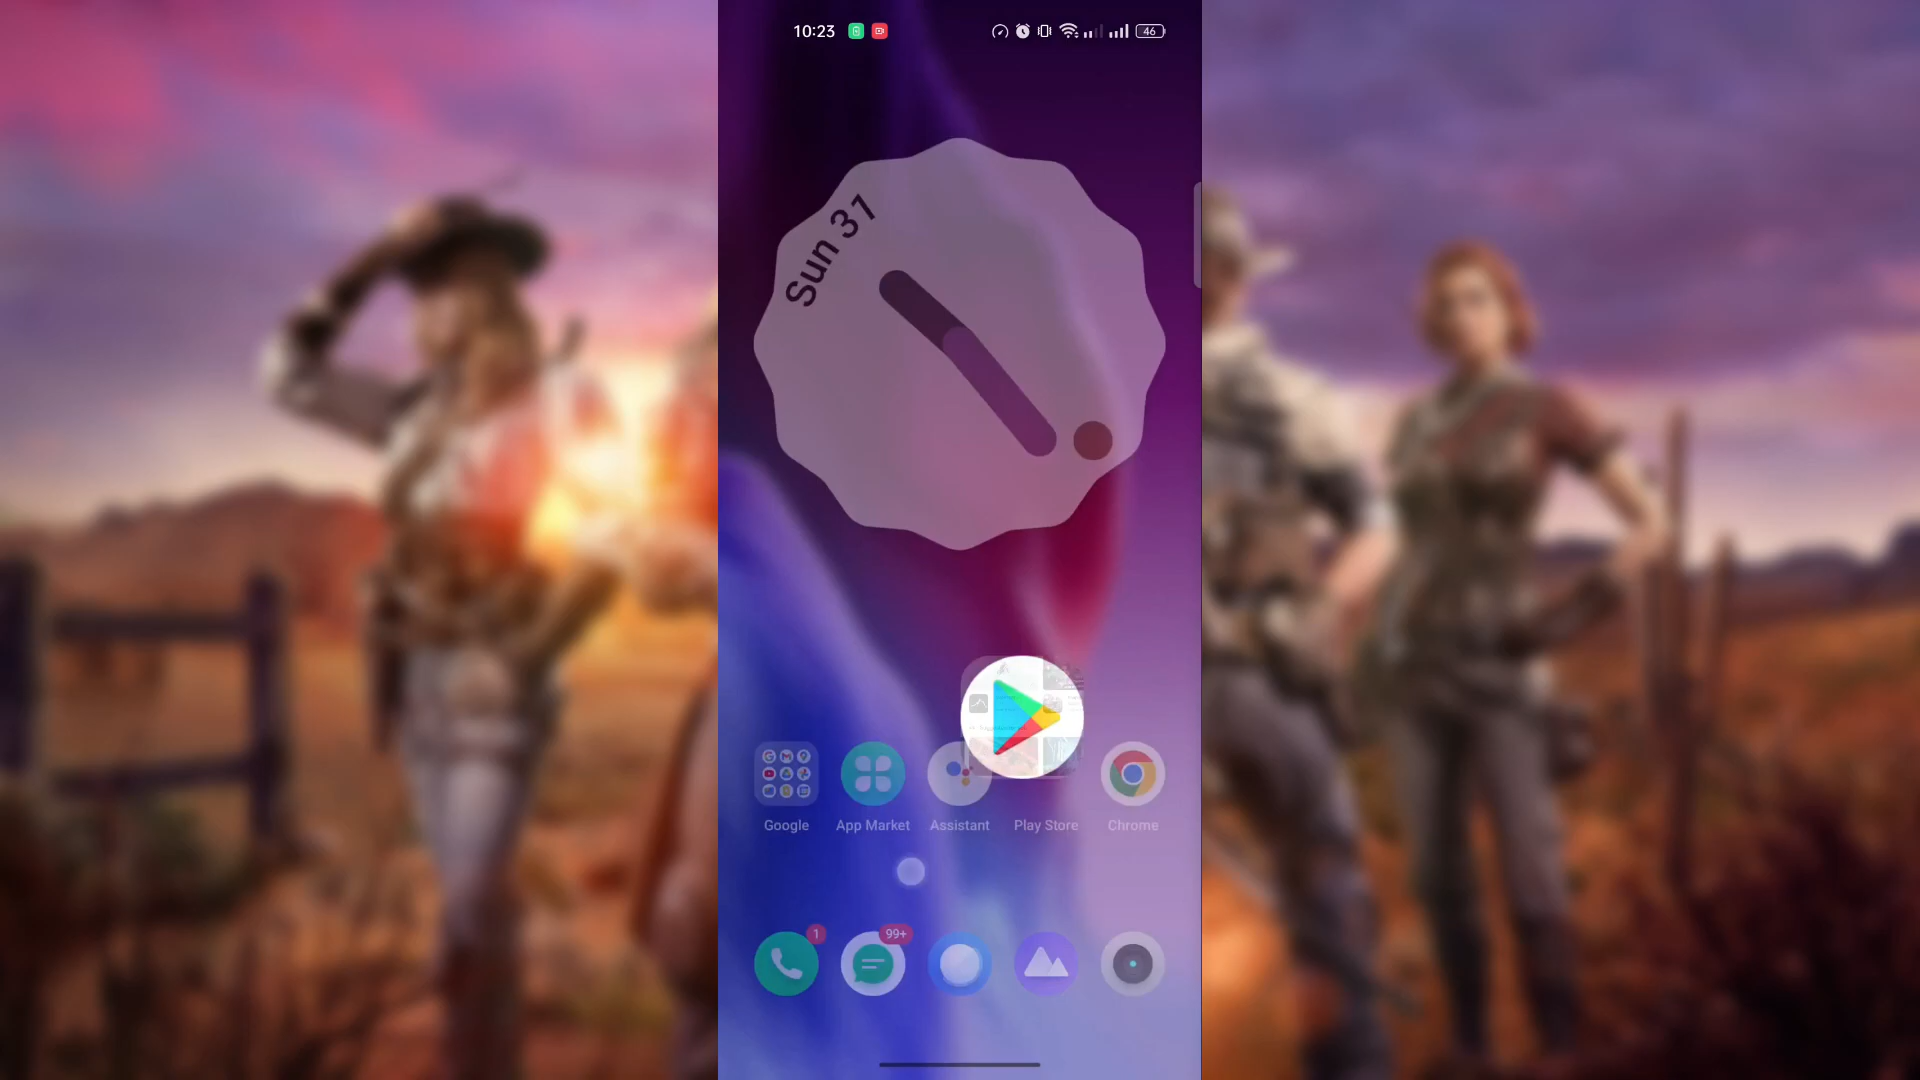 10:23
46
Sun 31
Google
App Market
Assistant
Play Store
Chrome
1
99+